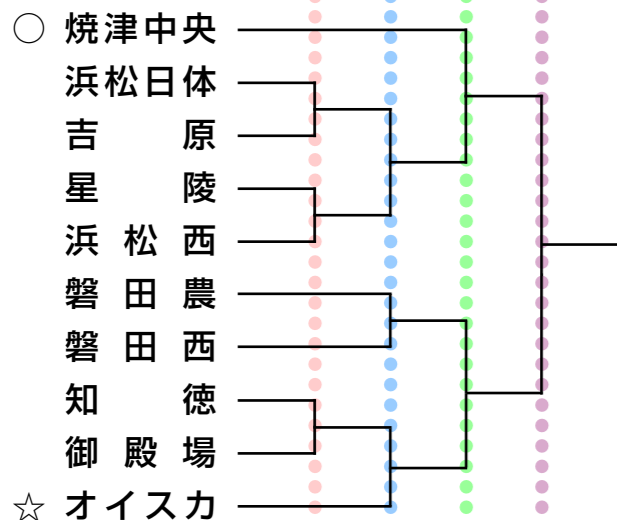 ○ 焼津中央
浜松日体
吉原
星陵
浜松西
磐田農
磐田西
知徳
御殿場
☆ オイスカ